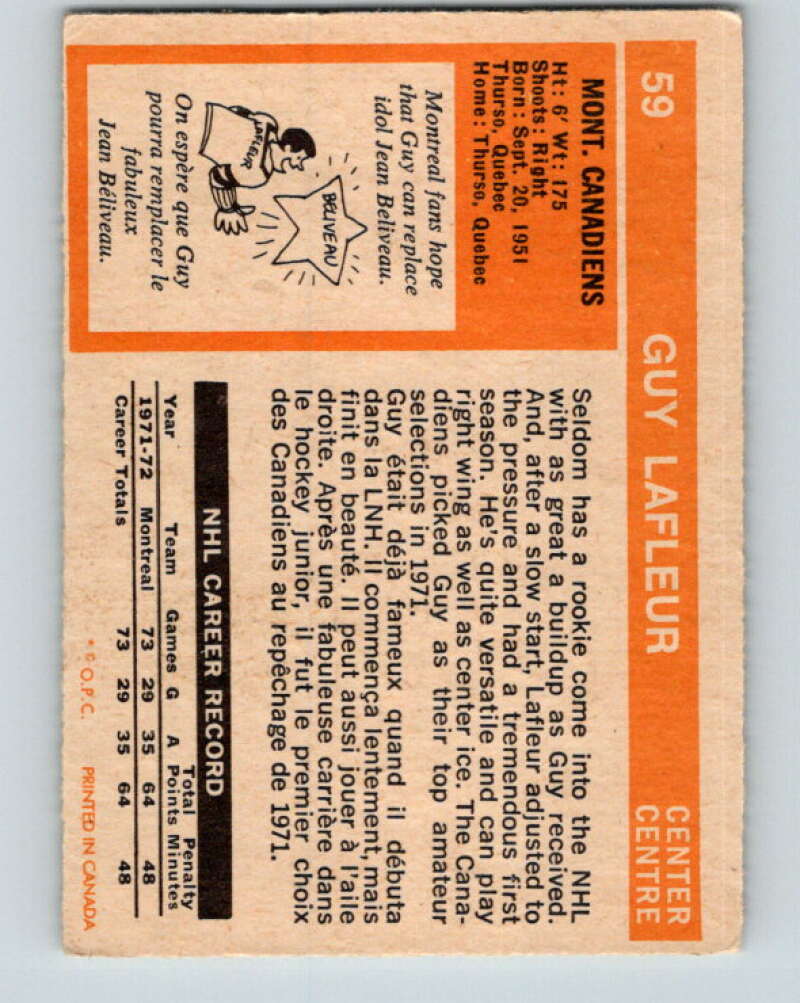 59
GUY LAFLEUR
CENTER
CENTRE
MONT. CANADIENS
Ht: 6' Wt: 175
Shoots: Right
Born: Sept. 20, 1951
Thurso, Quebec
Home: Thurso, Quebec
Montreal fans hope
that Guy can replace
idol Jean Beliveau.
LAFLEUR
BELIVEAU
On espère que Guy
pourra remplacer le
fabuleux
Jean Béliveau.
Seldom has a rookie come into the NHL
with as great a buildup as Guy received.
And, after a slow start, Lafleur adjusted to
the pressure and had a tremendous first
season. He's quite versatile and can play
right wing as well as center ice. The Cana-
diens picked Guy as their top amateur
selections in 1971.
Guy était déjà fameux quand il débuta
dans la LNH. Il commença lentement, mais
finit en beauté. Il peut aussi jouer à l'aile
droite. Après une fabuleuse carrière dans
le hockey junior, il fut le premier choix
des Canadiens au repêchage de 1971.
NHL CAREER RECORD
Total Penalty
Year Team Games G A Points Minutes
1971-72 Montreal 73 29 35 64 48
Career Totals 73 29 35 64 48
* © O.P.C. PRINTED IN CANADA